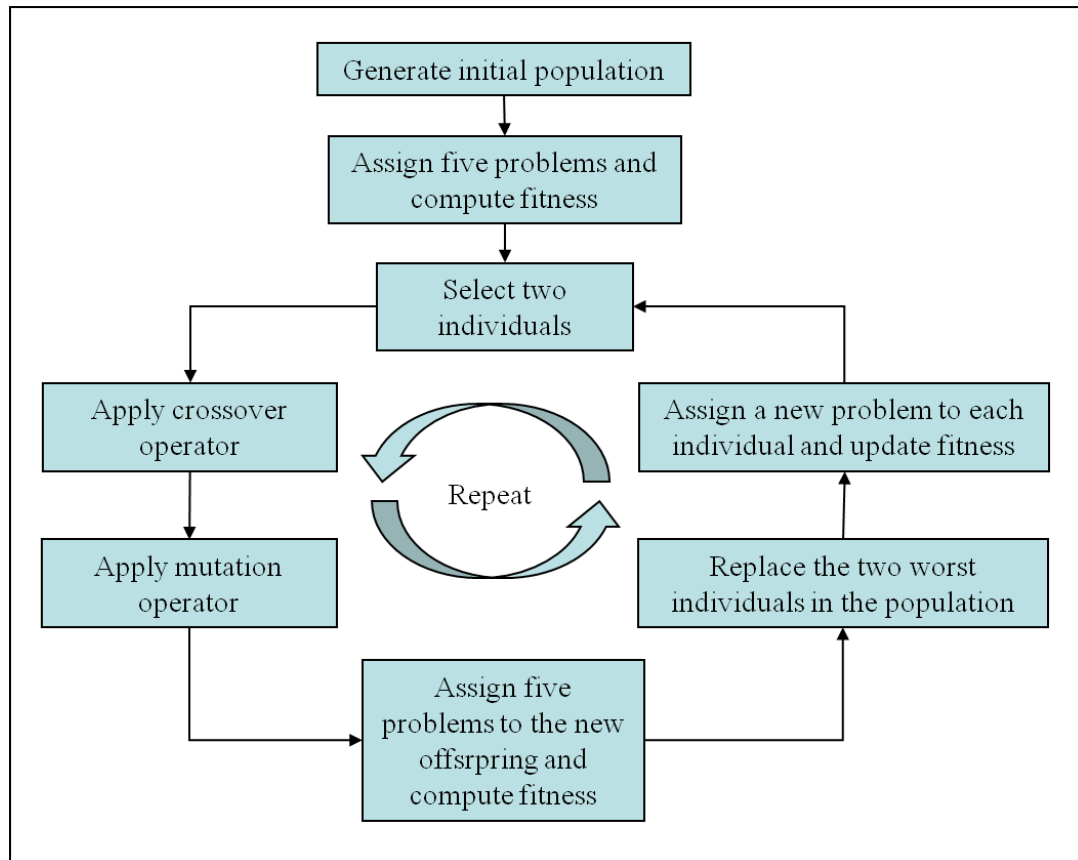 Generate initial population
Assign five problems and
compute fitness
Select two
individuals
Apply crossover
operator
Apply mutation
operator
Assign five
problems to the new
offsrpring and
compute fitness
Replace the two worst
individuals in the population
Assign a new problem to each
individual and update fitness
Repeat